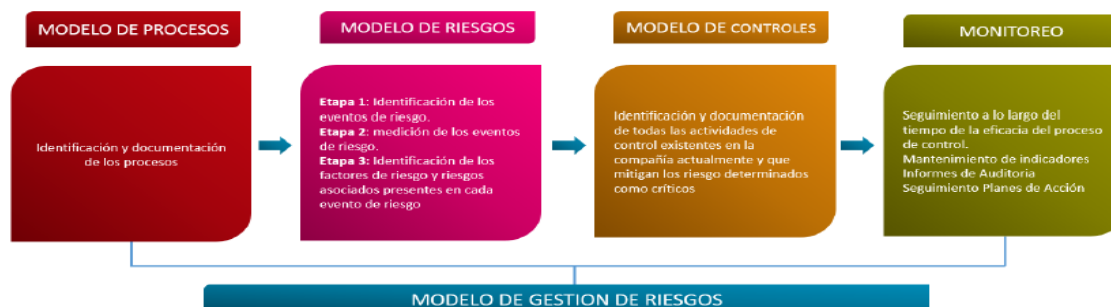 MODELO DE PROCESOS
Identificación y documentación
de los procesos
MODELO DE RIESGOS
Etapa 1: Identificación de los
eventos de riesgo.
Etapa 2: medición de los eventos
de riesgo.
Etapa 3: Identificación de los
factores de riesgo y riesgos
asociados presentes en cada
evento de riesgo
MODELO DE CONTROLES
Identificación y documentación
de todas las actividades de
control existentes en la
compañía actualmente y que
mitigan los riesgo determinados
como críticos
MONITOREO
Seguimiento a lo largo del
tiempo de la eficacia del proceso
de control.
Mantenimiento de indicadores
Informes de Auditoria
Seguimiento Planes de Acción
MODELO DE GESTION DE RIESGOS